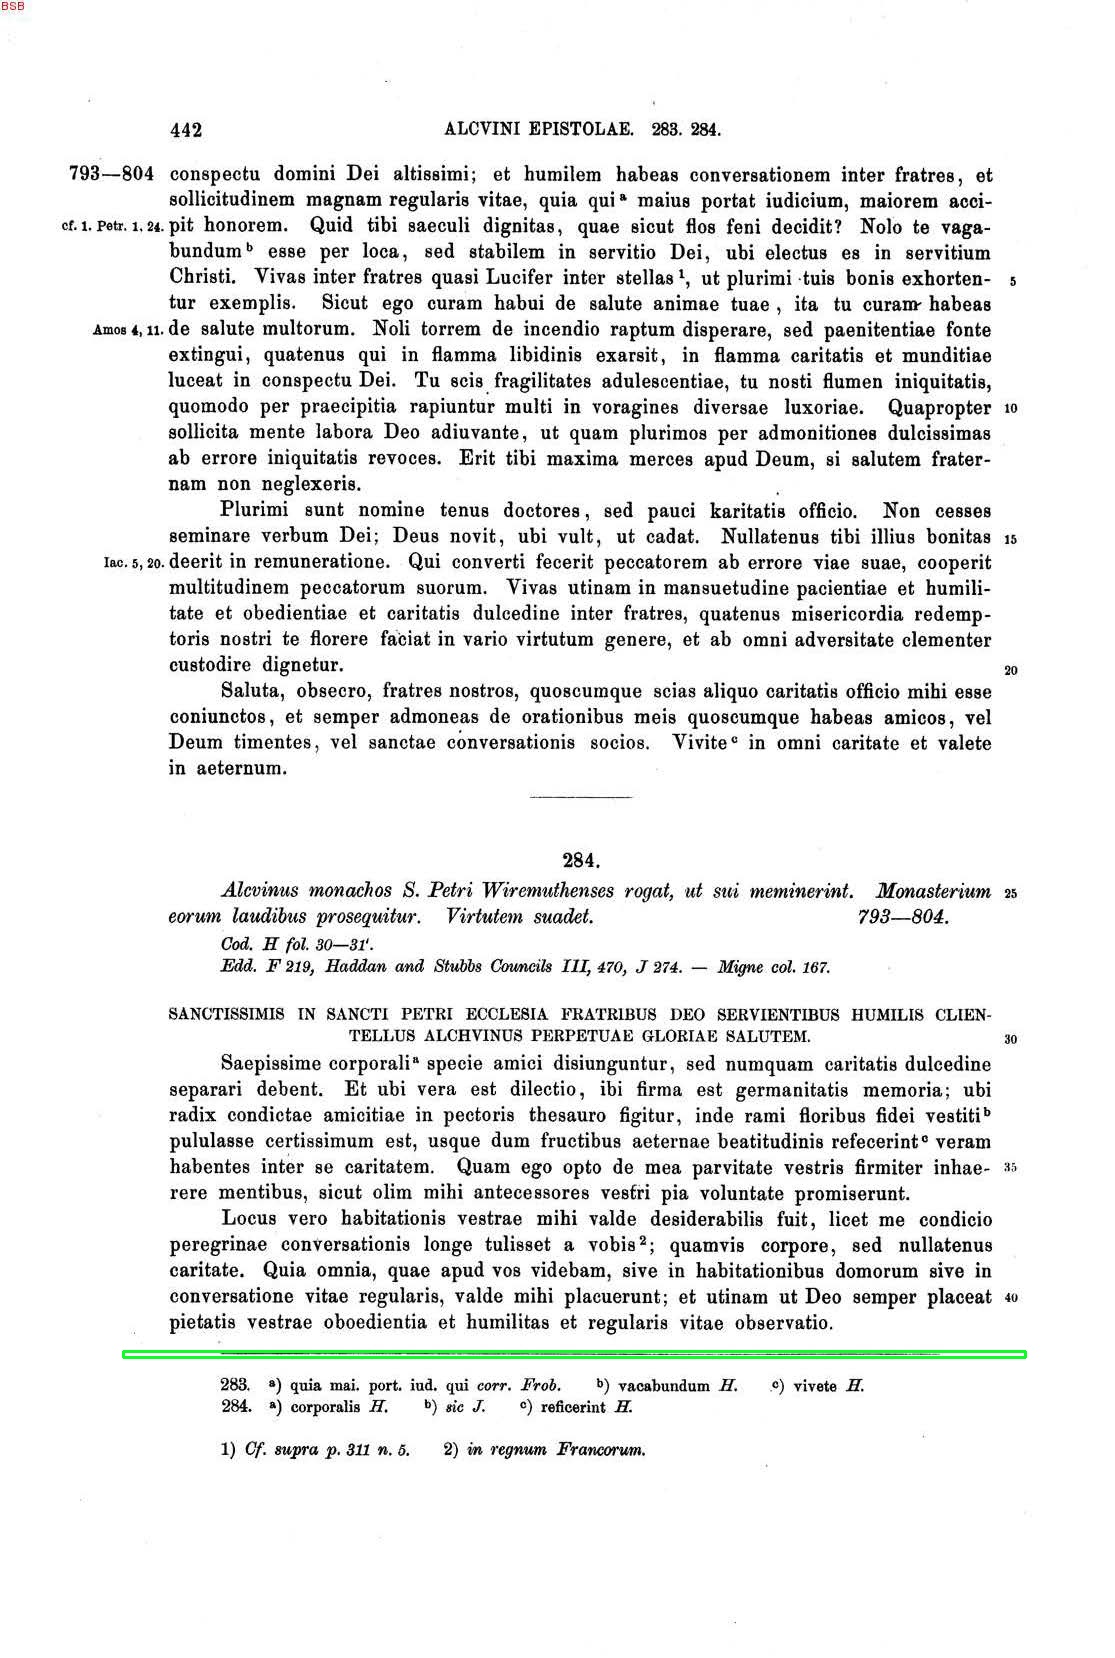 BSB
442 ALCVINI EPISTOLAE. 283. 284.
793—804 conspectu domini Dei altissimi; et humilem habeas conversationem inter fratres, et
sollicitudinem magnam regularis vitae, quia qui a maius portat iudicium, maiorem acci-
cf. 1. Petr. 1, 24. pit honorem. Quid tibi saeculi dignitas, quae sicut flos feni decidit? Nolo te vaga-
bundum b esse per loca, sed stabilem in servitio Dei, ubi electus es in servitium
Christi. Vivas inter fratres quasi Lucifer inter stellas 1, ut plurimi tuis bonis exhorten- 5
tur exemplis. Sicut ego curam habui de salute animae tuae, ita tu curam habeas
Amos 4, 11. de salute multorum. Noli torrem de incendio raptum disperare, sed paenitentiae fonte
extingui, quatenus qui in flamma libidinis exarsit, in flamma caritatis et munditiae
luceat in conspectu Dei. Tu scis fragilitates adulescentiae, tu nosti flumen iniquitatis,
quomodo per praecipitia rapiuntur multi in voragines diversae luxoriae. Quapropter 10
sollicita mente labora Deo adiuvante, ut quam plurimos per admonitiones dulcissimas
ab errore iniquitatis revoces. Erit tibi maxima merces apud Deum, si salutem frater-
nam non neglexeris.
Plurimi sunt nomine tenus doctores, sed pauci karitatis officio. Non cesses
seminare verbum Dei; Deus novit, ubi vult, ut cadat. Nullatenus tibi illius bonitas 15
Iac. 5, 20. deerit in remuneratione. Qui converti fecerit peccatorem ab errore viae suae, cooperit
multitudinem peccatorum suorum. Vivas utinam in mansuetudine pacientiae et humili-
tate et obedientiae et caritatis dulcedine inter fratres, quatenus misericordia redemp-
toris nostri te florere faciat in vario virtutum genere, et ab omni adversitate clementer
custodire dignetur. 20
Saluta, obsecro, fratres nostros, quoscumque scias aliquo caritatis officio mihi esse
coniunctos, et semper admoneas de orationibus meis quoscumque habeas amicos, vel
Deum timentes, vel sanctae conversationis socios. Vivite c in omni caritate et valete
in aeternum.
284.
Alcvinus monachos S. Petri Wiremuthenses rogat, ut sui meminerint. Monasterium 25
eorum laudibus prosequitur. Virtutem suadet. 793—804.
Cod. H fol. 30—31'.
Edd. F 219, Haddan and Stubbs Councils III, 470, J 274. — Migne col. 167.
SANCTISSIMIS IN SANCTI PETRI ECCLESIA FRATRIBUS DEO SERVIENTIBUS HUMILIS CLIEN-
TELLUS ALCHVINUS PERPETUAE GLORIAE SALUTEM. 30
Saepissime corporali a specie amici disiunguntur, sed numquam caritatis dulcedine
separari debent. Et ubi vera est dilectio, ibi firma est germanitatis memoria; ubi
radix condictae amicitiae in pectoris thesauro figitur, inde rami floribus fidei vestiti b
pululasse certissimum est, usque dum fructibus aeternae beatitudinis refecerint c veram
habentes inter se caritatem. Quam ego opto de mea parvitate vestris firmiter inhae- 35
rere mentibus, sicut olim mihi antecessores vestri pia voluntate promiserunt.
Locus vero habitationis vestrae mihi valde desiderabilis fuit, licet me condicio
peregrinae conversationis longe tulisset a vobis 2; quamvis corpore, sed nullatenus
caritate. Quia omnia, quae apud vos videbam, sive in habitationibus domorum sive in
conversatione vitae regularis, valde mihi placuerunt; et utinam ut Deo semper placeat 40
pietatis vestrae oboedientia et humilitas et regularis vitae observatio.
283. a) quia mai. port. iud. qui corr. Frob. b) vacabundum H. c) vivete H.
284. a) corporalis H. b) sic J. c) reficerint H.
1) Cf. supra p. 311 n. 5. 2) in regnum Francorum.